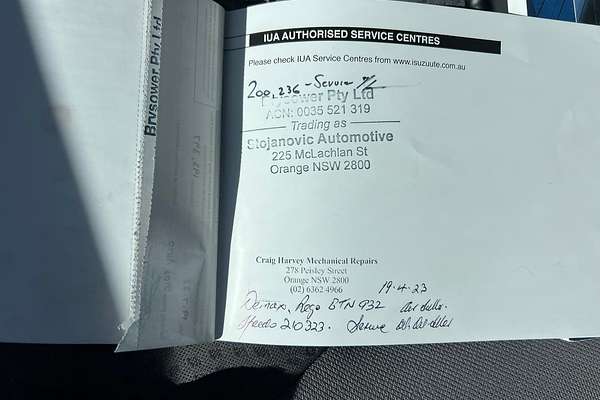 IUA AUTHORISED SERVICE CENTRES
Please check IUA Service Centres from www.isuzuute.com.au
200,236 - Service
Brysower Pty Ltd
ACN: 0035 521 319
Trading as
Stojanovic Automotive
225 McLachlan St
Orange NSW 2800
Brysower Pty Ltd
Craig Harvey Mechanical Repairs
278 Peisley Street
Orange NSW 2800
(02) 6362 4966
19-4-23
Demax, Rego BTN 932
Speedo 210323. Service